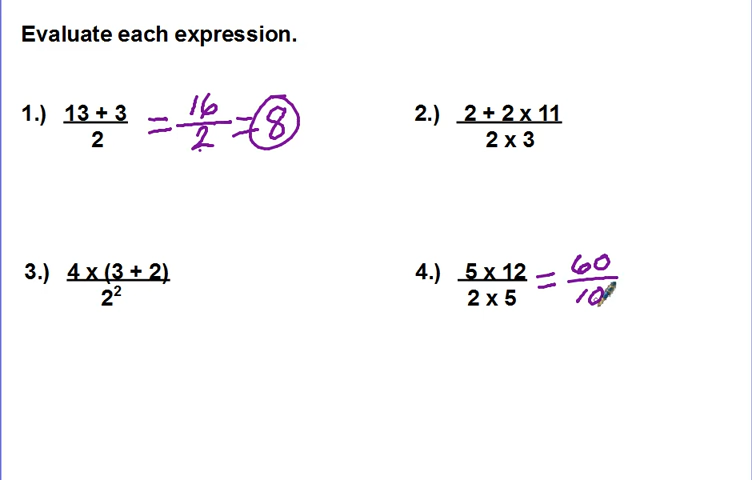 Evaluate each expression.
1.) 13 + 3 / 2 = 16 / 2 = 8
2.) 2 + 2 x 11 / 2 x 3
3.) 4 x (3 + 2) / 2²
4.) 5 x 12 / 2 x 5 = 60 / 10